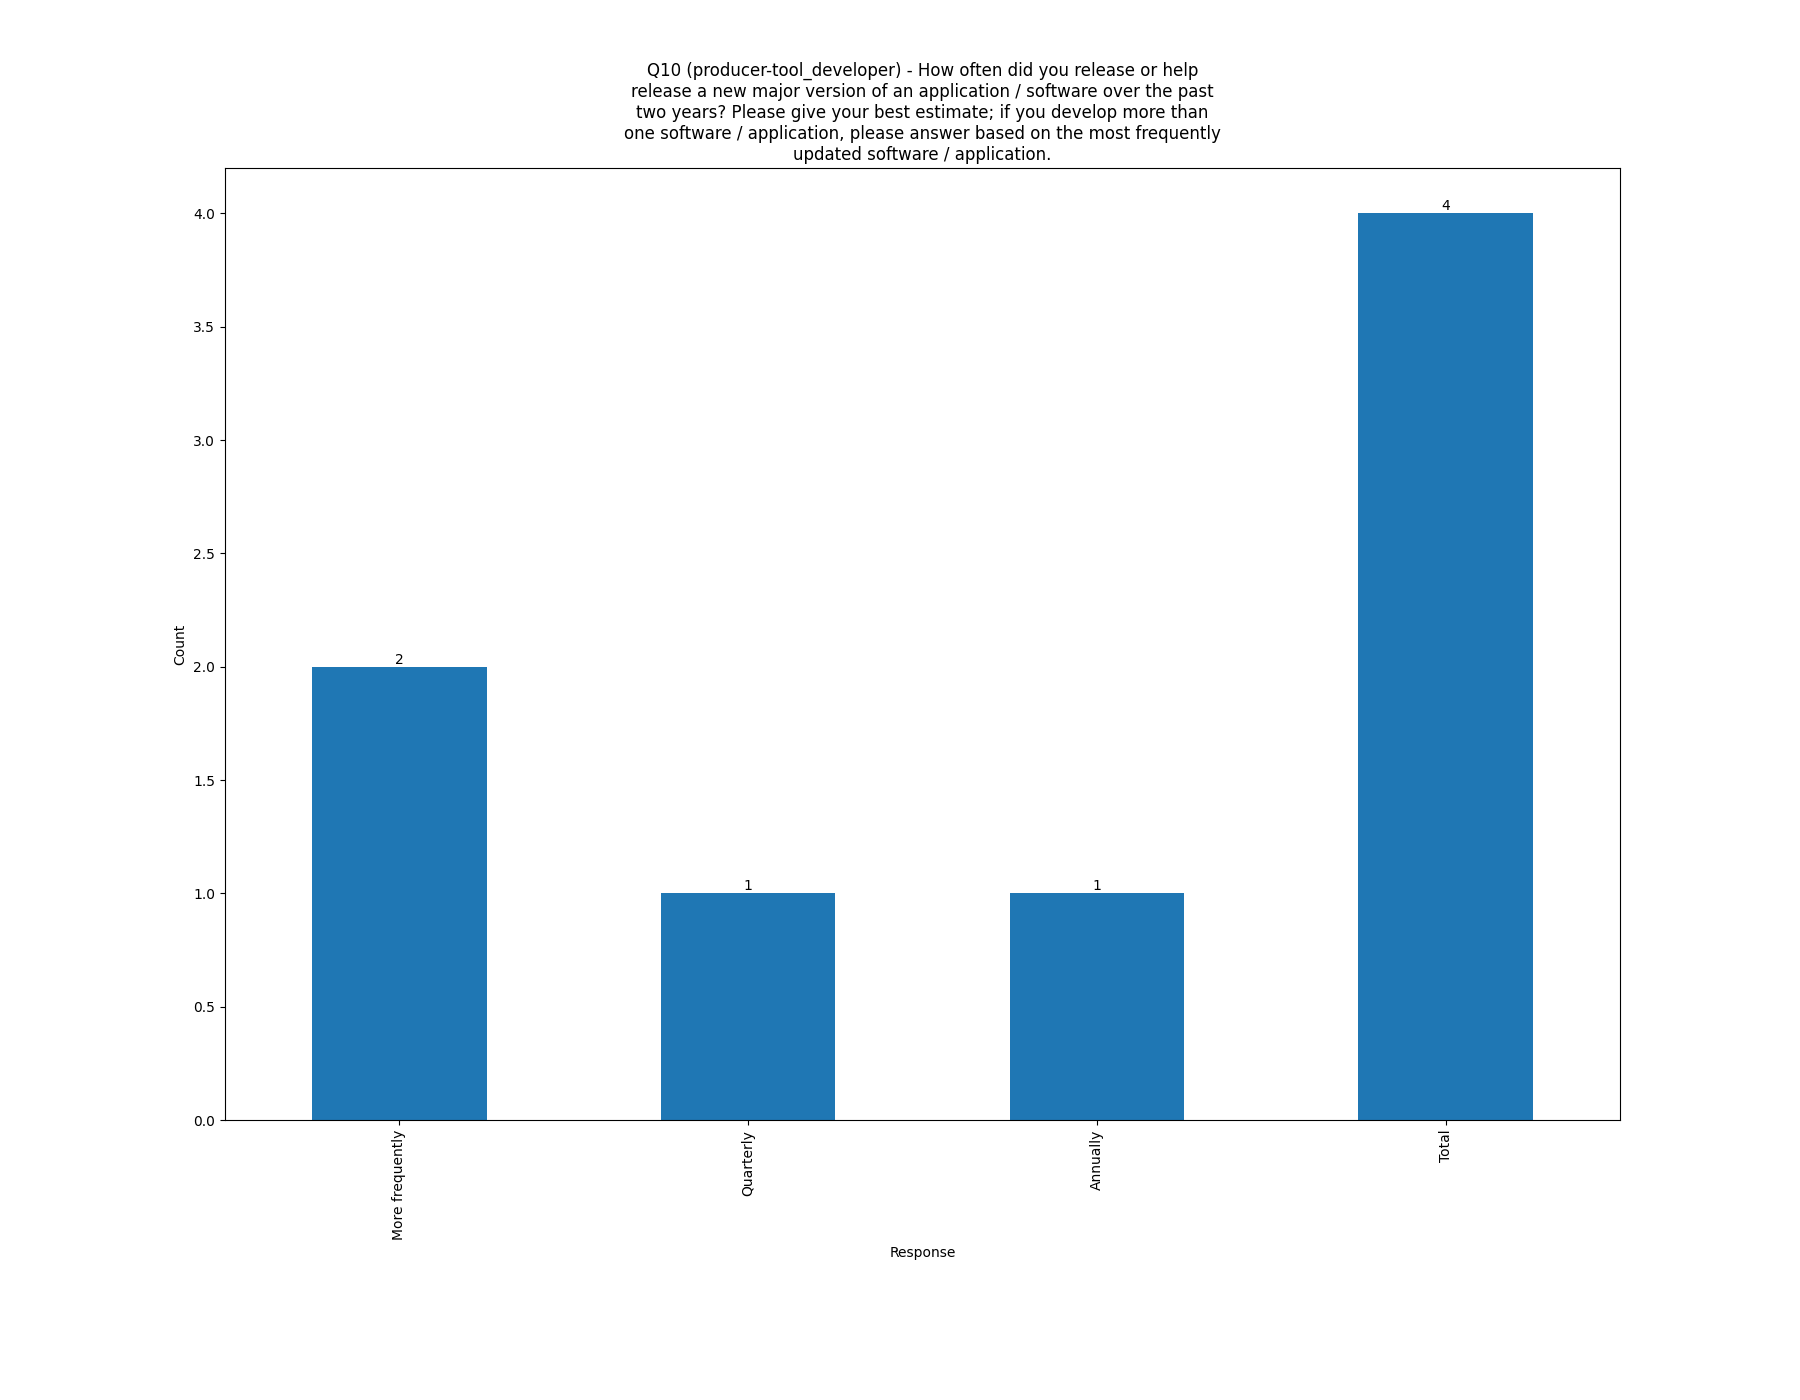 Q10 (producer-tool_developer) - How often did you release or help
release a new major version of an application / software over the past
two years? Please give your best estimate; if you develop more than
one software / application, please answer based on the most frequently
updated software / application.
4.0
3.5
3.0
2.5
2.0
1.5
1.0
0.5
0.0
Count
2
1
1
4
More frequently
Quarterly
Annually
Total
Response